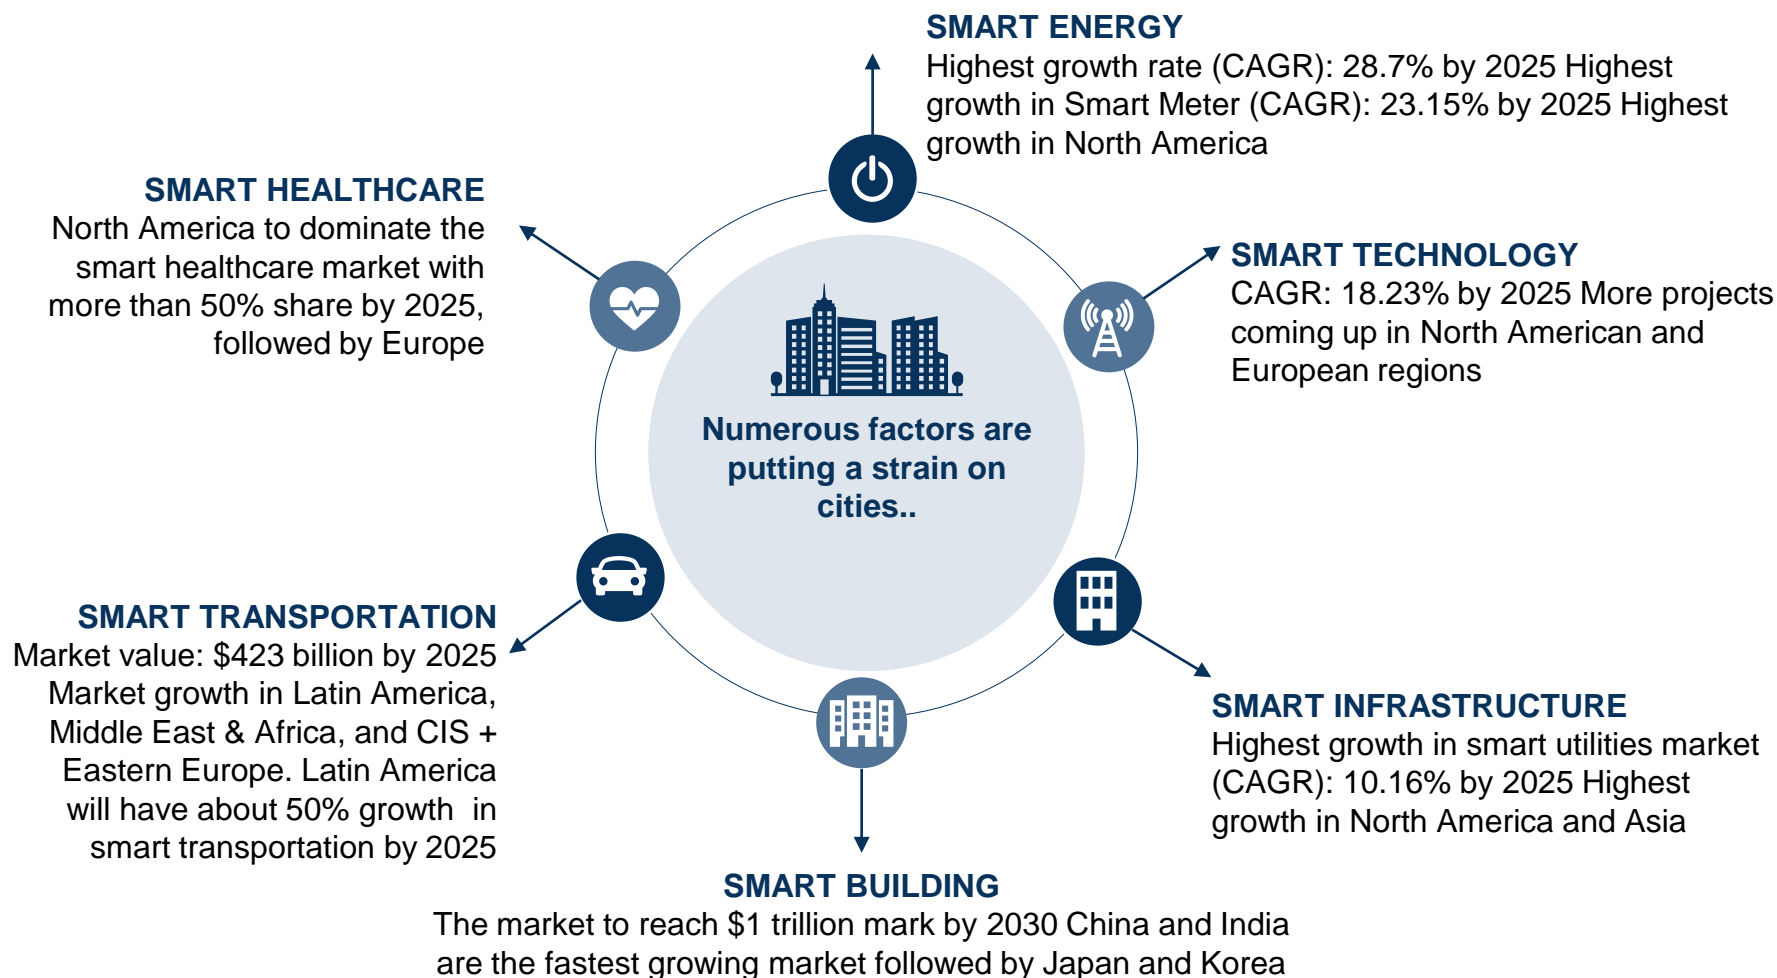 SMART ENERGY
Highest growth rate (CAGR): 28.7% by 2025 Highest
growth in Smart Meter (CAGR): 23.15% by 2025 Highest
growth in North America
SMART HEALTHCARE
North America to dominate the
smart healthcare market with
more than 50% share by 2025,
followed by Europe
SMART TECHNOLOGY
CAGR: 18.23% by 2025 More projects
coming up in North American and
European regions
Numerous factors are
putting a strain on
cities..
SMART TRANSPORTATION
Market value: $423 billion by 2025
Market growth in Latin America,
Middle East & Africa, and CIS +
Eastern Europe. Latin America
will have about 50% growth  in
smart transportation by 2025
SMART INFRASTRUCTURE
Highest growth in smart utilities market
(CAGR): 10.16% by 2025 Highest
growth in North America and Asia
SMART BUILDING
The market to reach $1 trillion mark by 2030 China and India
are the fastest growing market followed by Japan and Korea